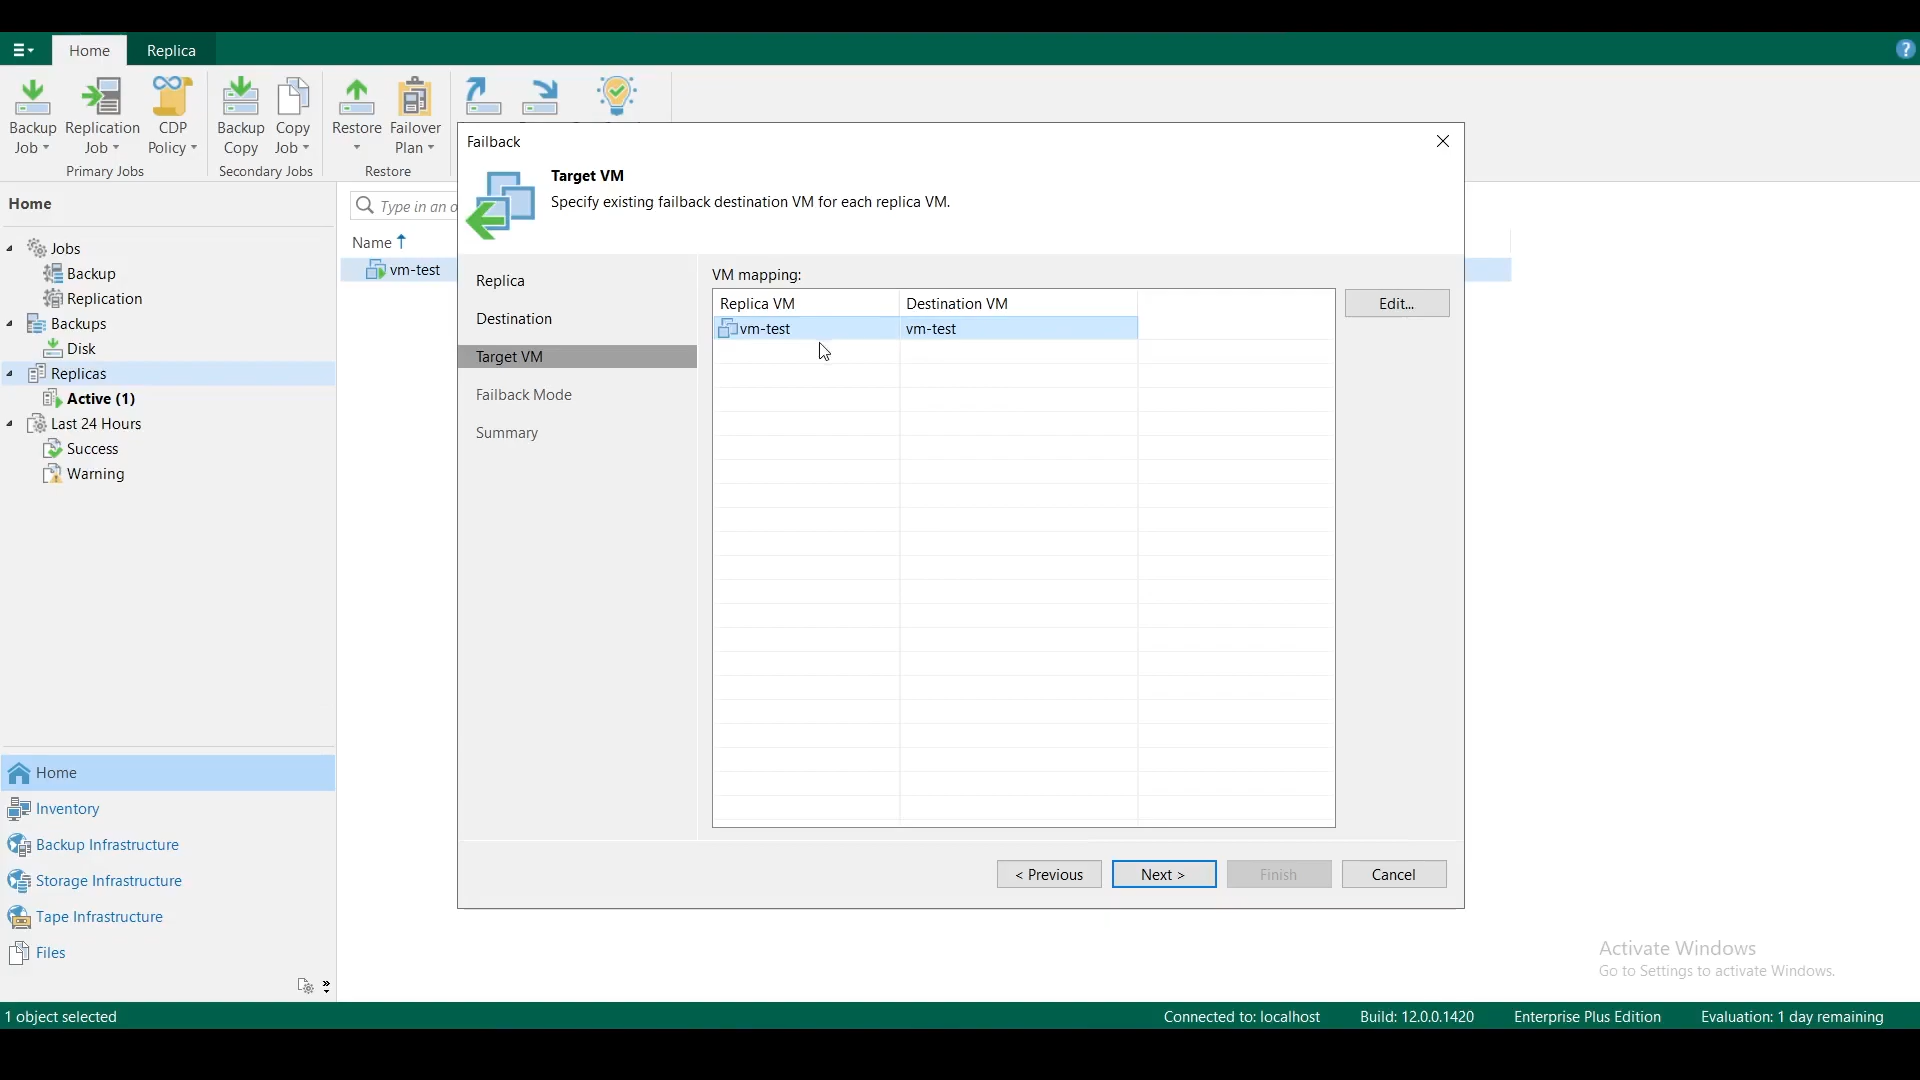 Home
Replica
?
Backup
Job
Replication
Job
CDP
Policy
Primary Jobs
Backup
Copy
Copy
Job
Secondary Jobs
Restore
Failover
Plan
Restore
Home
Jobs
Backup
Replication
Backups
Disk
Replicas
Active (1)
Last 24 Hours
Success
Warning
Home
Inventory
Backup Infrastructure
Storage Infrastructure
Tape Infrastructure
Files
Type in an o
Name
vm-test
Failback
Target VM
Specify existing failback destination VM for each replica VM.
Replica
Destination
Target VM
Failback Mode
Summary
VM mapping:
Replica VM Destination VM
vm-test vm-test
Edit...
< Previous
Next >
Finish
Cancel
Activate Windows
Go to Settings to activate Windows.
1 object selected
Connected to: localhost
Build: 12.0.0.1420
Enterprise Plus Edition
Evaluation: 1 day remaining